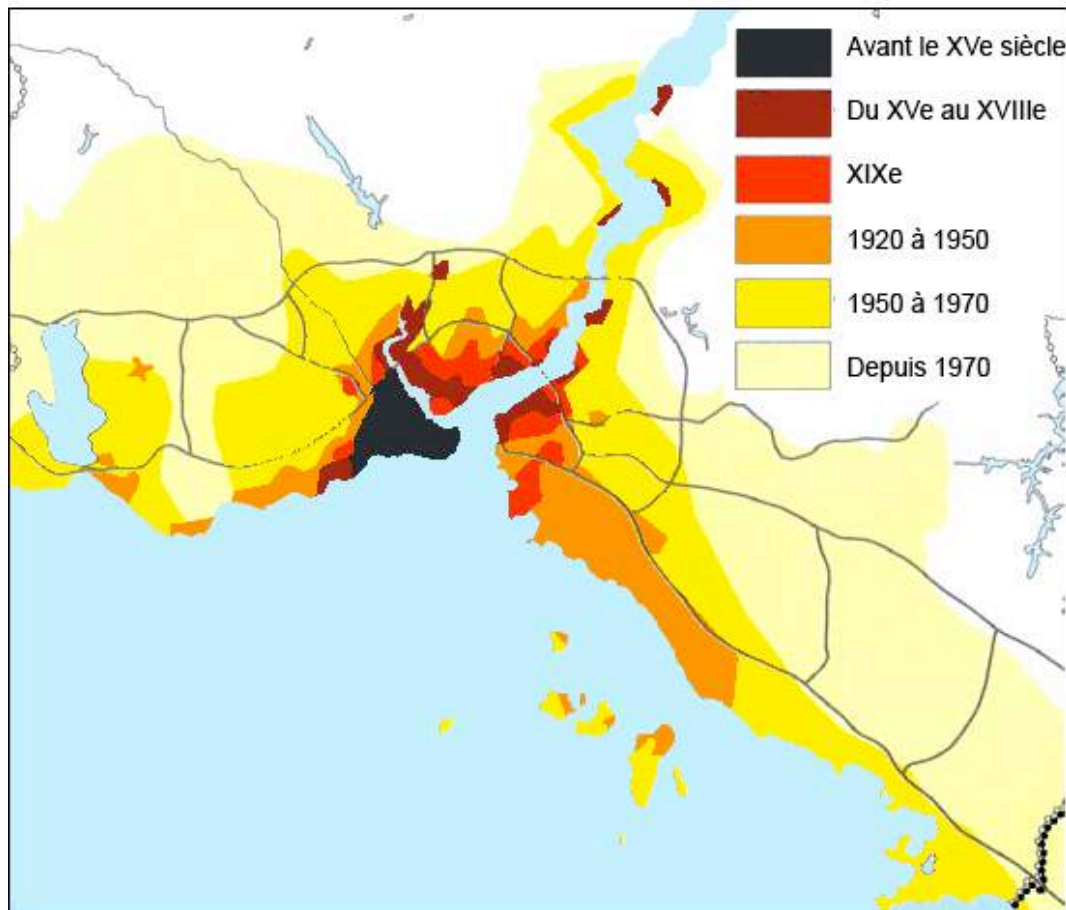 Avant le XVe siècle
Du XVe au XVIIIe
XIXe
1920 à 1950
1950 à 1970
Depuis 1970